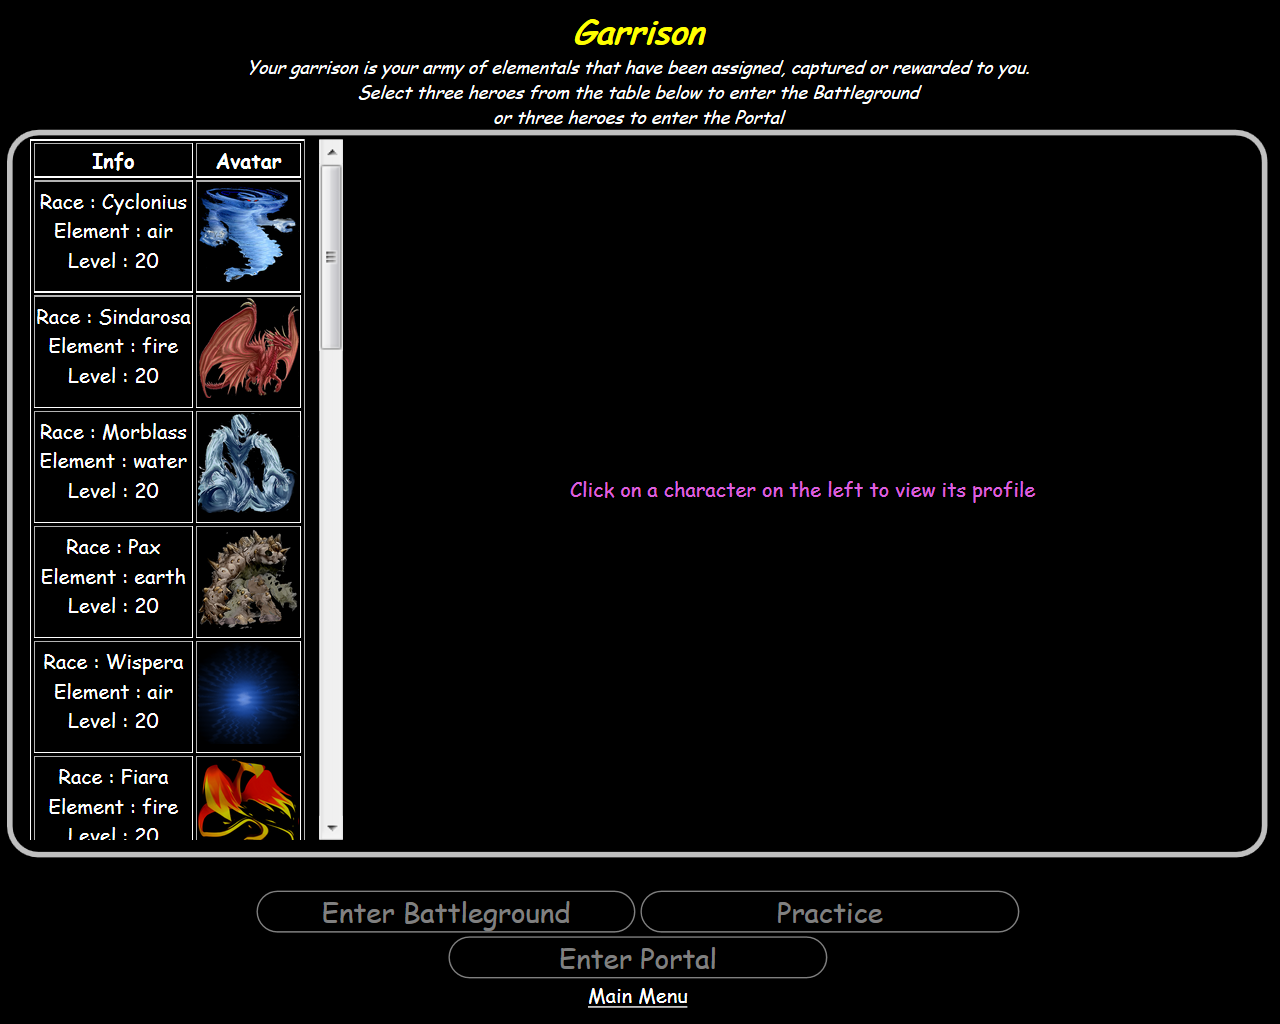 Garrison
Your garrison is your army of elementals that have been assigned, captured or rewarded to you.
Select three heroes from the table below to enter the Battleground
or three heroes to enter the Portal
Info Avatar
Race : Cyclonius
Element : air
Level : 20
Race : Sindarosa
Element : fire
Level : 20
Race : Morblass
Element : water
Level : 20
Race : Pax
Element : earth
Level : 20
Race : Wispera
Element : air
Level : 20
Race : Fiara
Element : fire
Level : 20
Click on a character on the left to view its profile
Enter Battleground Practice
Enter Portal
Main Menu